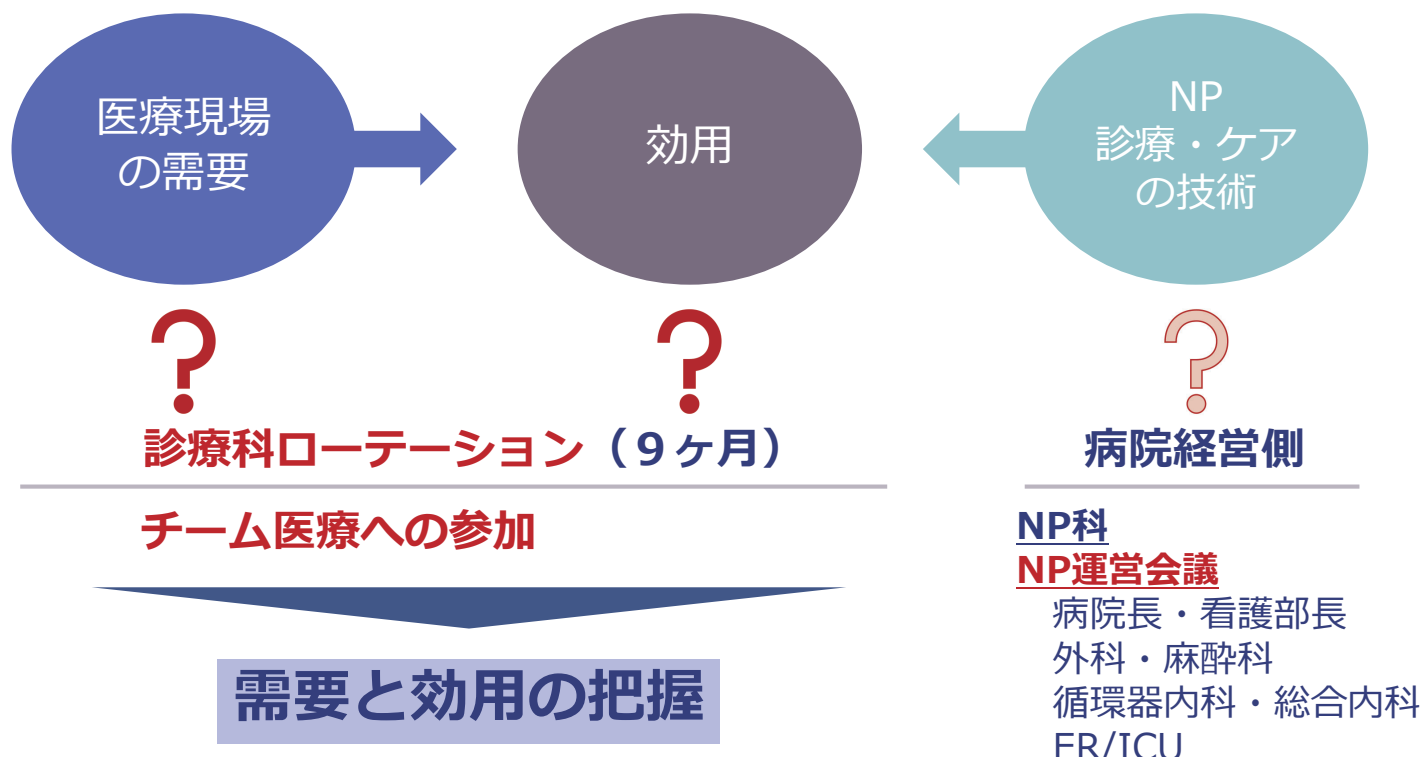 医療現場
の需要
効用
NP
診療・ケア
の技術
?
?
?
診療科ローテーション（９ヶ月）
チーム医療への参加
需要と効用の把握
病院経営側
NP科
NP運営会議
病院長・看護部長
外科・麻酔科
循環器内科・総合内科
ER/ICU